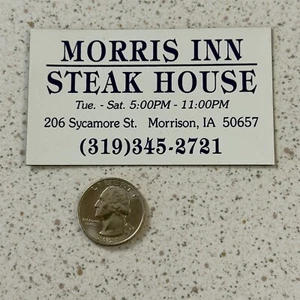 MORRIS INN
STEAK HOUSE
Tue. - Sat. 5:00PM - 11:00PM
206 Sycamore St. Morrison, IA 50657
(319)345-2721